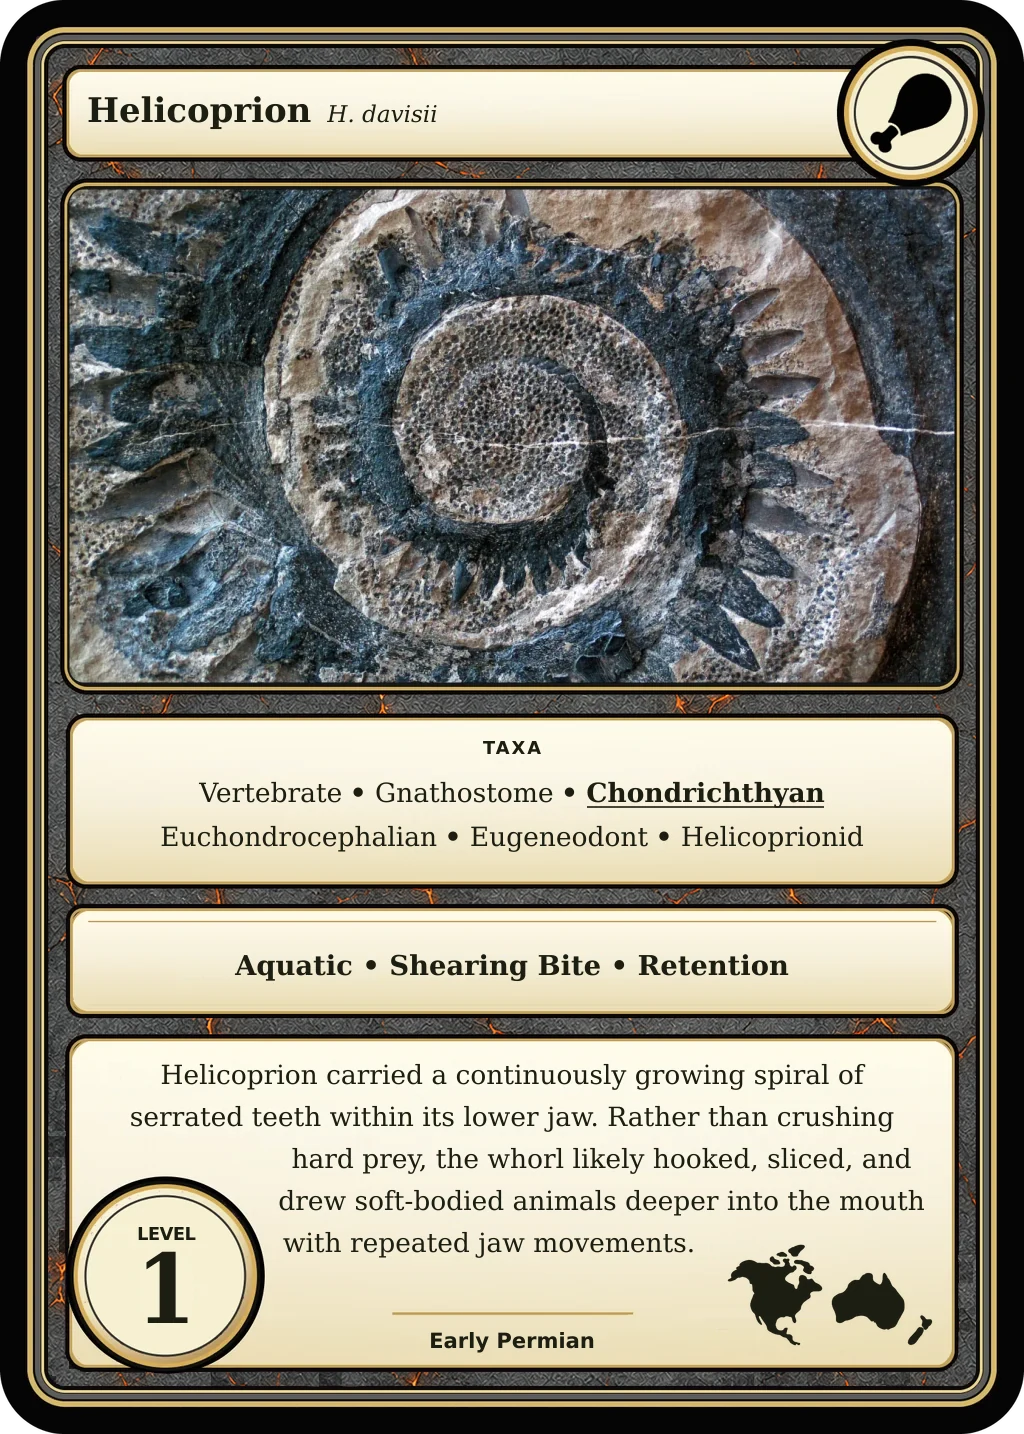 Helicoprion H. davisii
TAXA
Vertebrate • Gnathostome • Chondrichthyan
Euchondrocephalian • Eugeneodont • Helicoprionid
Aquatic • Shearing Bite • Retention
Helicoprion carried a continuously growing spiral of
serrated teeth within its lower jaw. Rather than crushing
hard prey, the whorl likely hooked, sliced, and
drew soft-bodied animals deeper into the mouth
with repeated jaw movements.
LEVEL
1
Early Permian